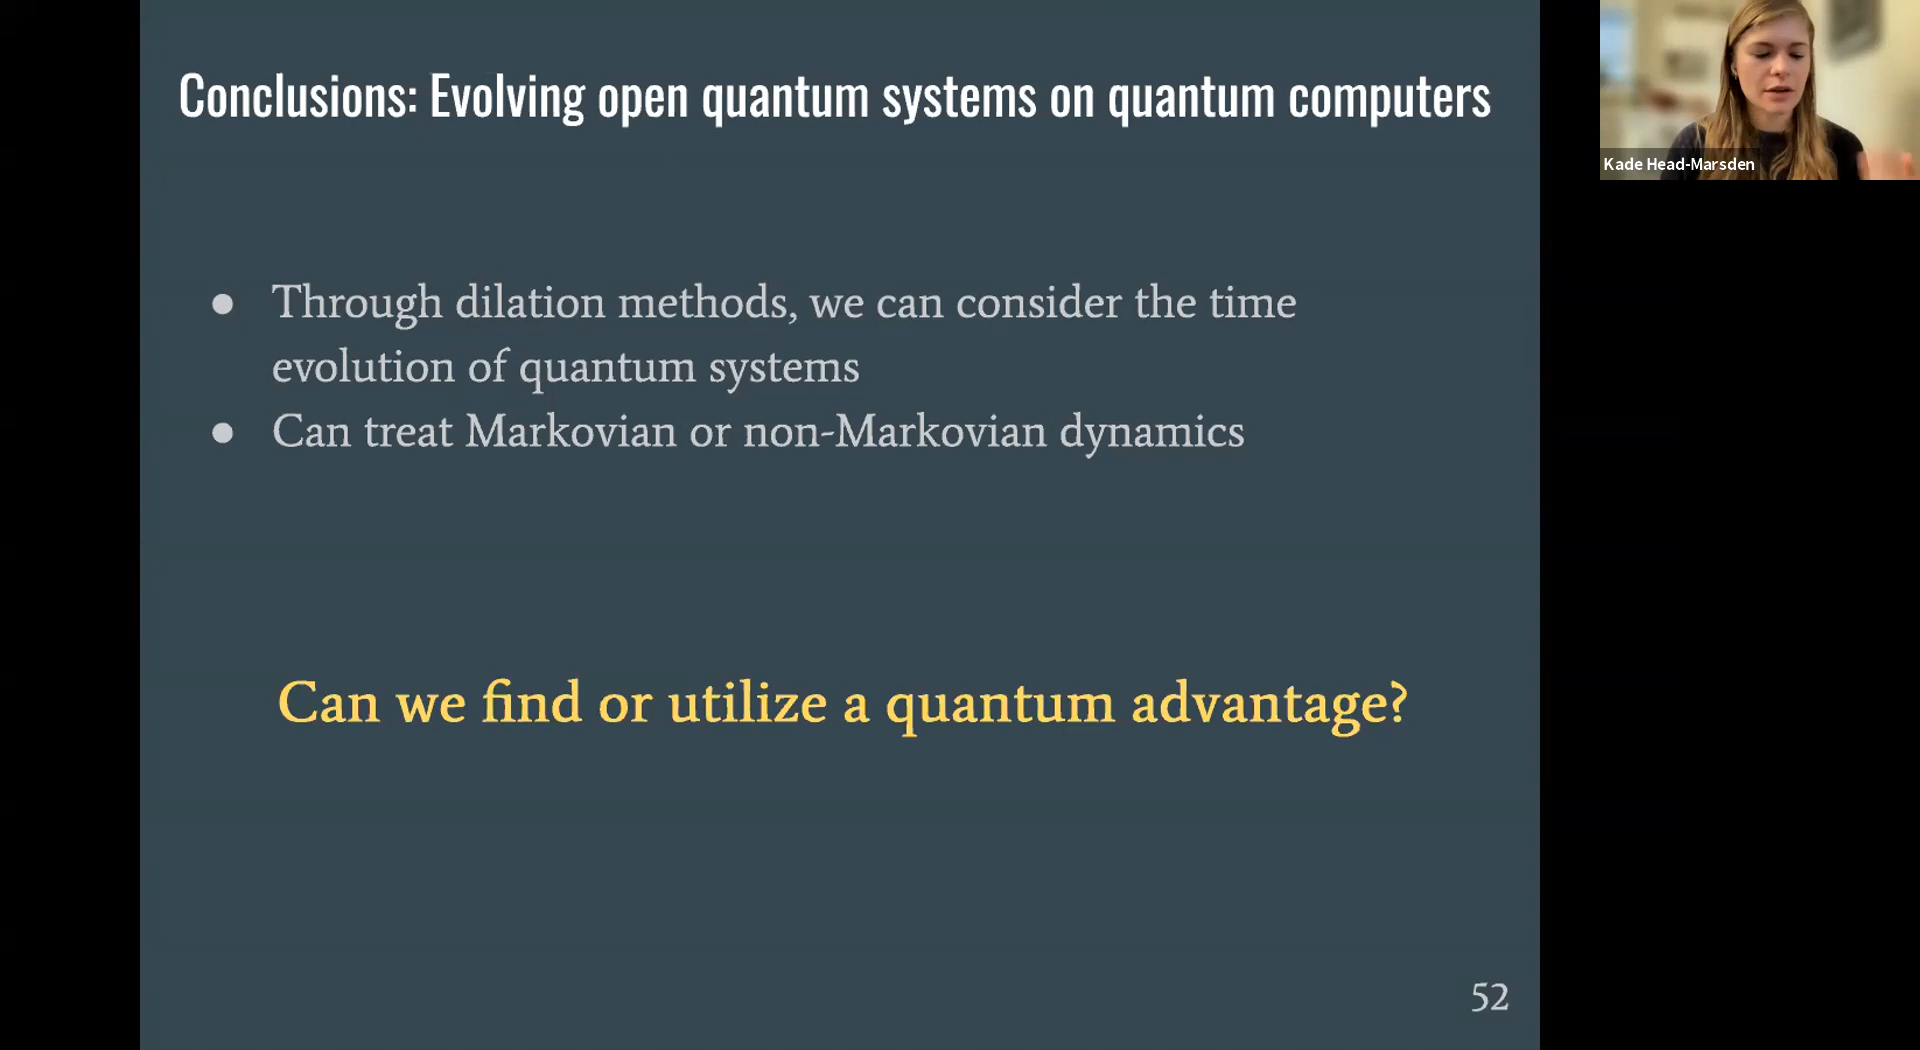 Conclusions: Evolving open quantum systems on quantum computers
● Through dilation methods, we can consider the time
evolution of quantum systems
● Can treat Markovian or non-Markovian dynamics
Can we find or utilize a quantum advantage?
52
Kade Head-Marsden